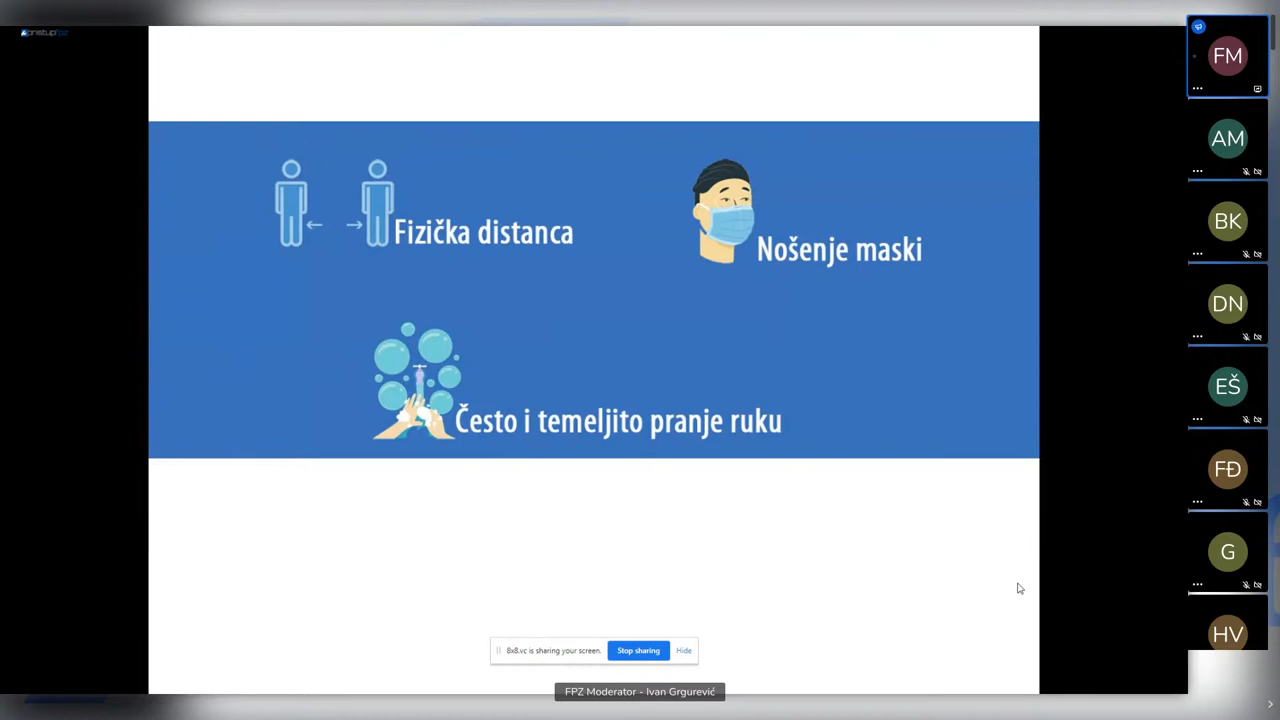 pristupfpz
FM
AM
BK
DN
EŠ
FĐ
G
HV
Fizička distanca
Nošenje maski
Često i temeljito pranje ruku
8x8.vc is sharing your screen.
Stop sharing
Hide
FPZ Moderator - Ivan Grgurević